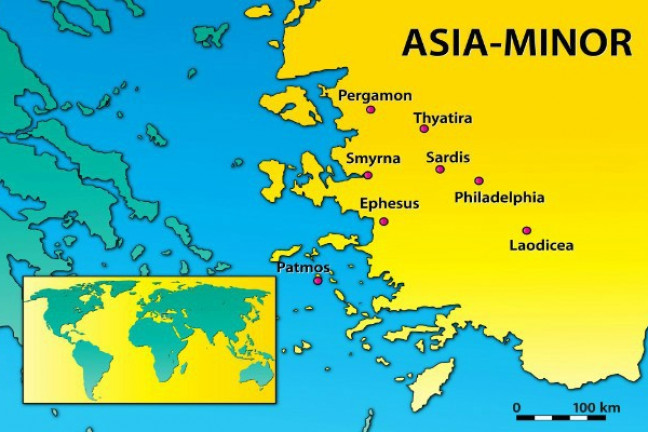 ASIA-MINOR
Pergamon
Thyatira
Smyrna
Sardis
Philadelphia
Ephesus
Laodicea
Patmos
0 100 km